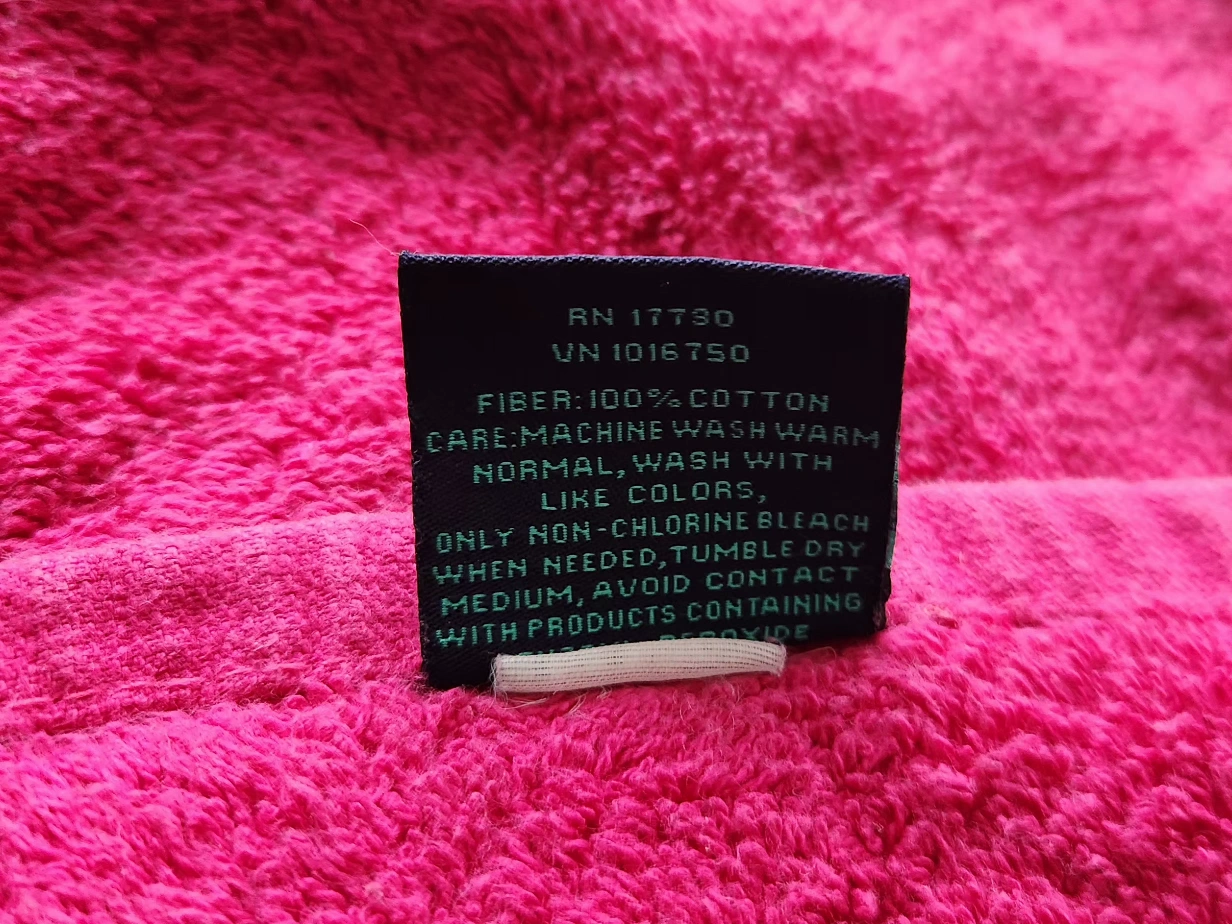 RN 17730
VN 1016750
FIBER:100% COTTON
CARE:MACHINE WASH WARM
NORMAL, WASH WITH
LIKE COLORS,
ONLY NON-CHLORINE BLEACH
WHEN NEEDED, TUMBLE DRY
MEDIUM, AVOID CONTACT
WITH PRODUCTS CONTAINING
PEROXIDE